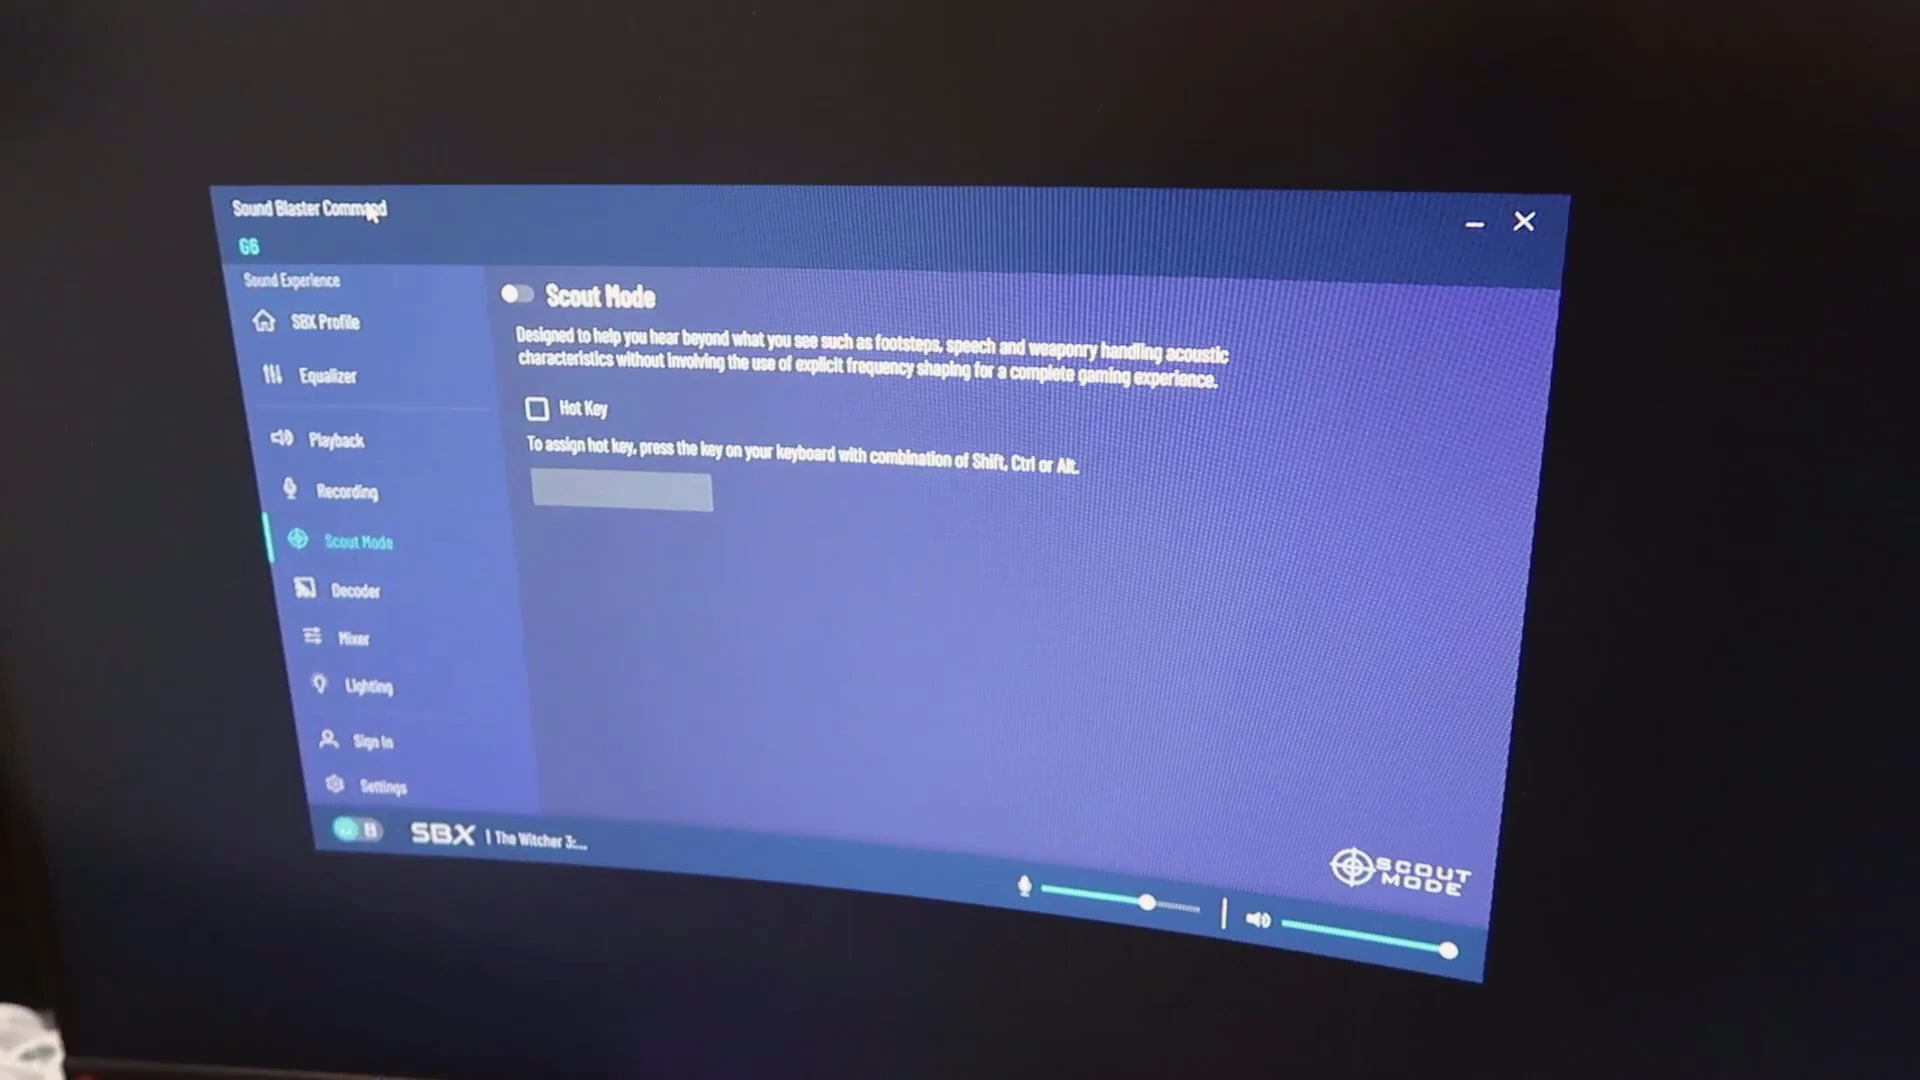 Sound Blaster Command
G6
Sound Experience
SBX Profile
Equalizer
Playback
Recording
Scout Mode
Decoder
Mixer
Lighting
Sign In
Settings
Scout Mode
Designed to help you hear beyond what you see such as footsteps, speech and weaponry handling acoustic
characteristics without involving the use of explicit frequency shaping for a complete gaming experience.
Hot Key
To assign hot key, press the key on your keyboard with combination of Shift, Ctrl or Alt.
SBX | The Witcher 3:...
SCOUT
MODE